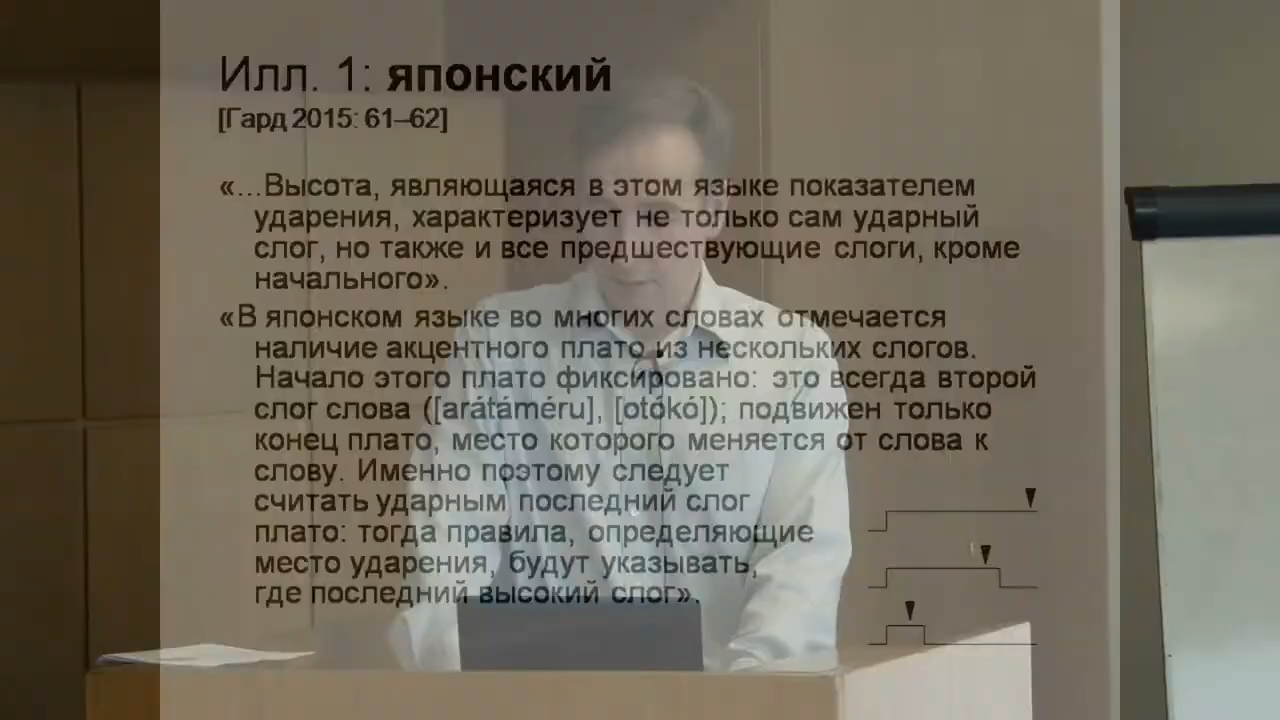 Илл. 1: японский
[Гард 2015: 61–62]
«...Высота, являющаяся в этом языке показателем
ударения, характеризует не только сам ударный
слог, но также и все предшествующие слоги, кроме
начального».
«В японском языке во многих словах отмечается
наличие акцентного плато из нескольких слогов.
Начало этого плато фиксировано: это всегда второй
слог слова ([arátáméru], [otókó]); подвижен только
конец плато, место которого меняется от слова к
слову. Именно поэтому следует
считать ударным последний слог
плато: тогда правила, определяющие
место ударения, будут указывать,
где последний высокий слог».